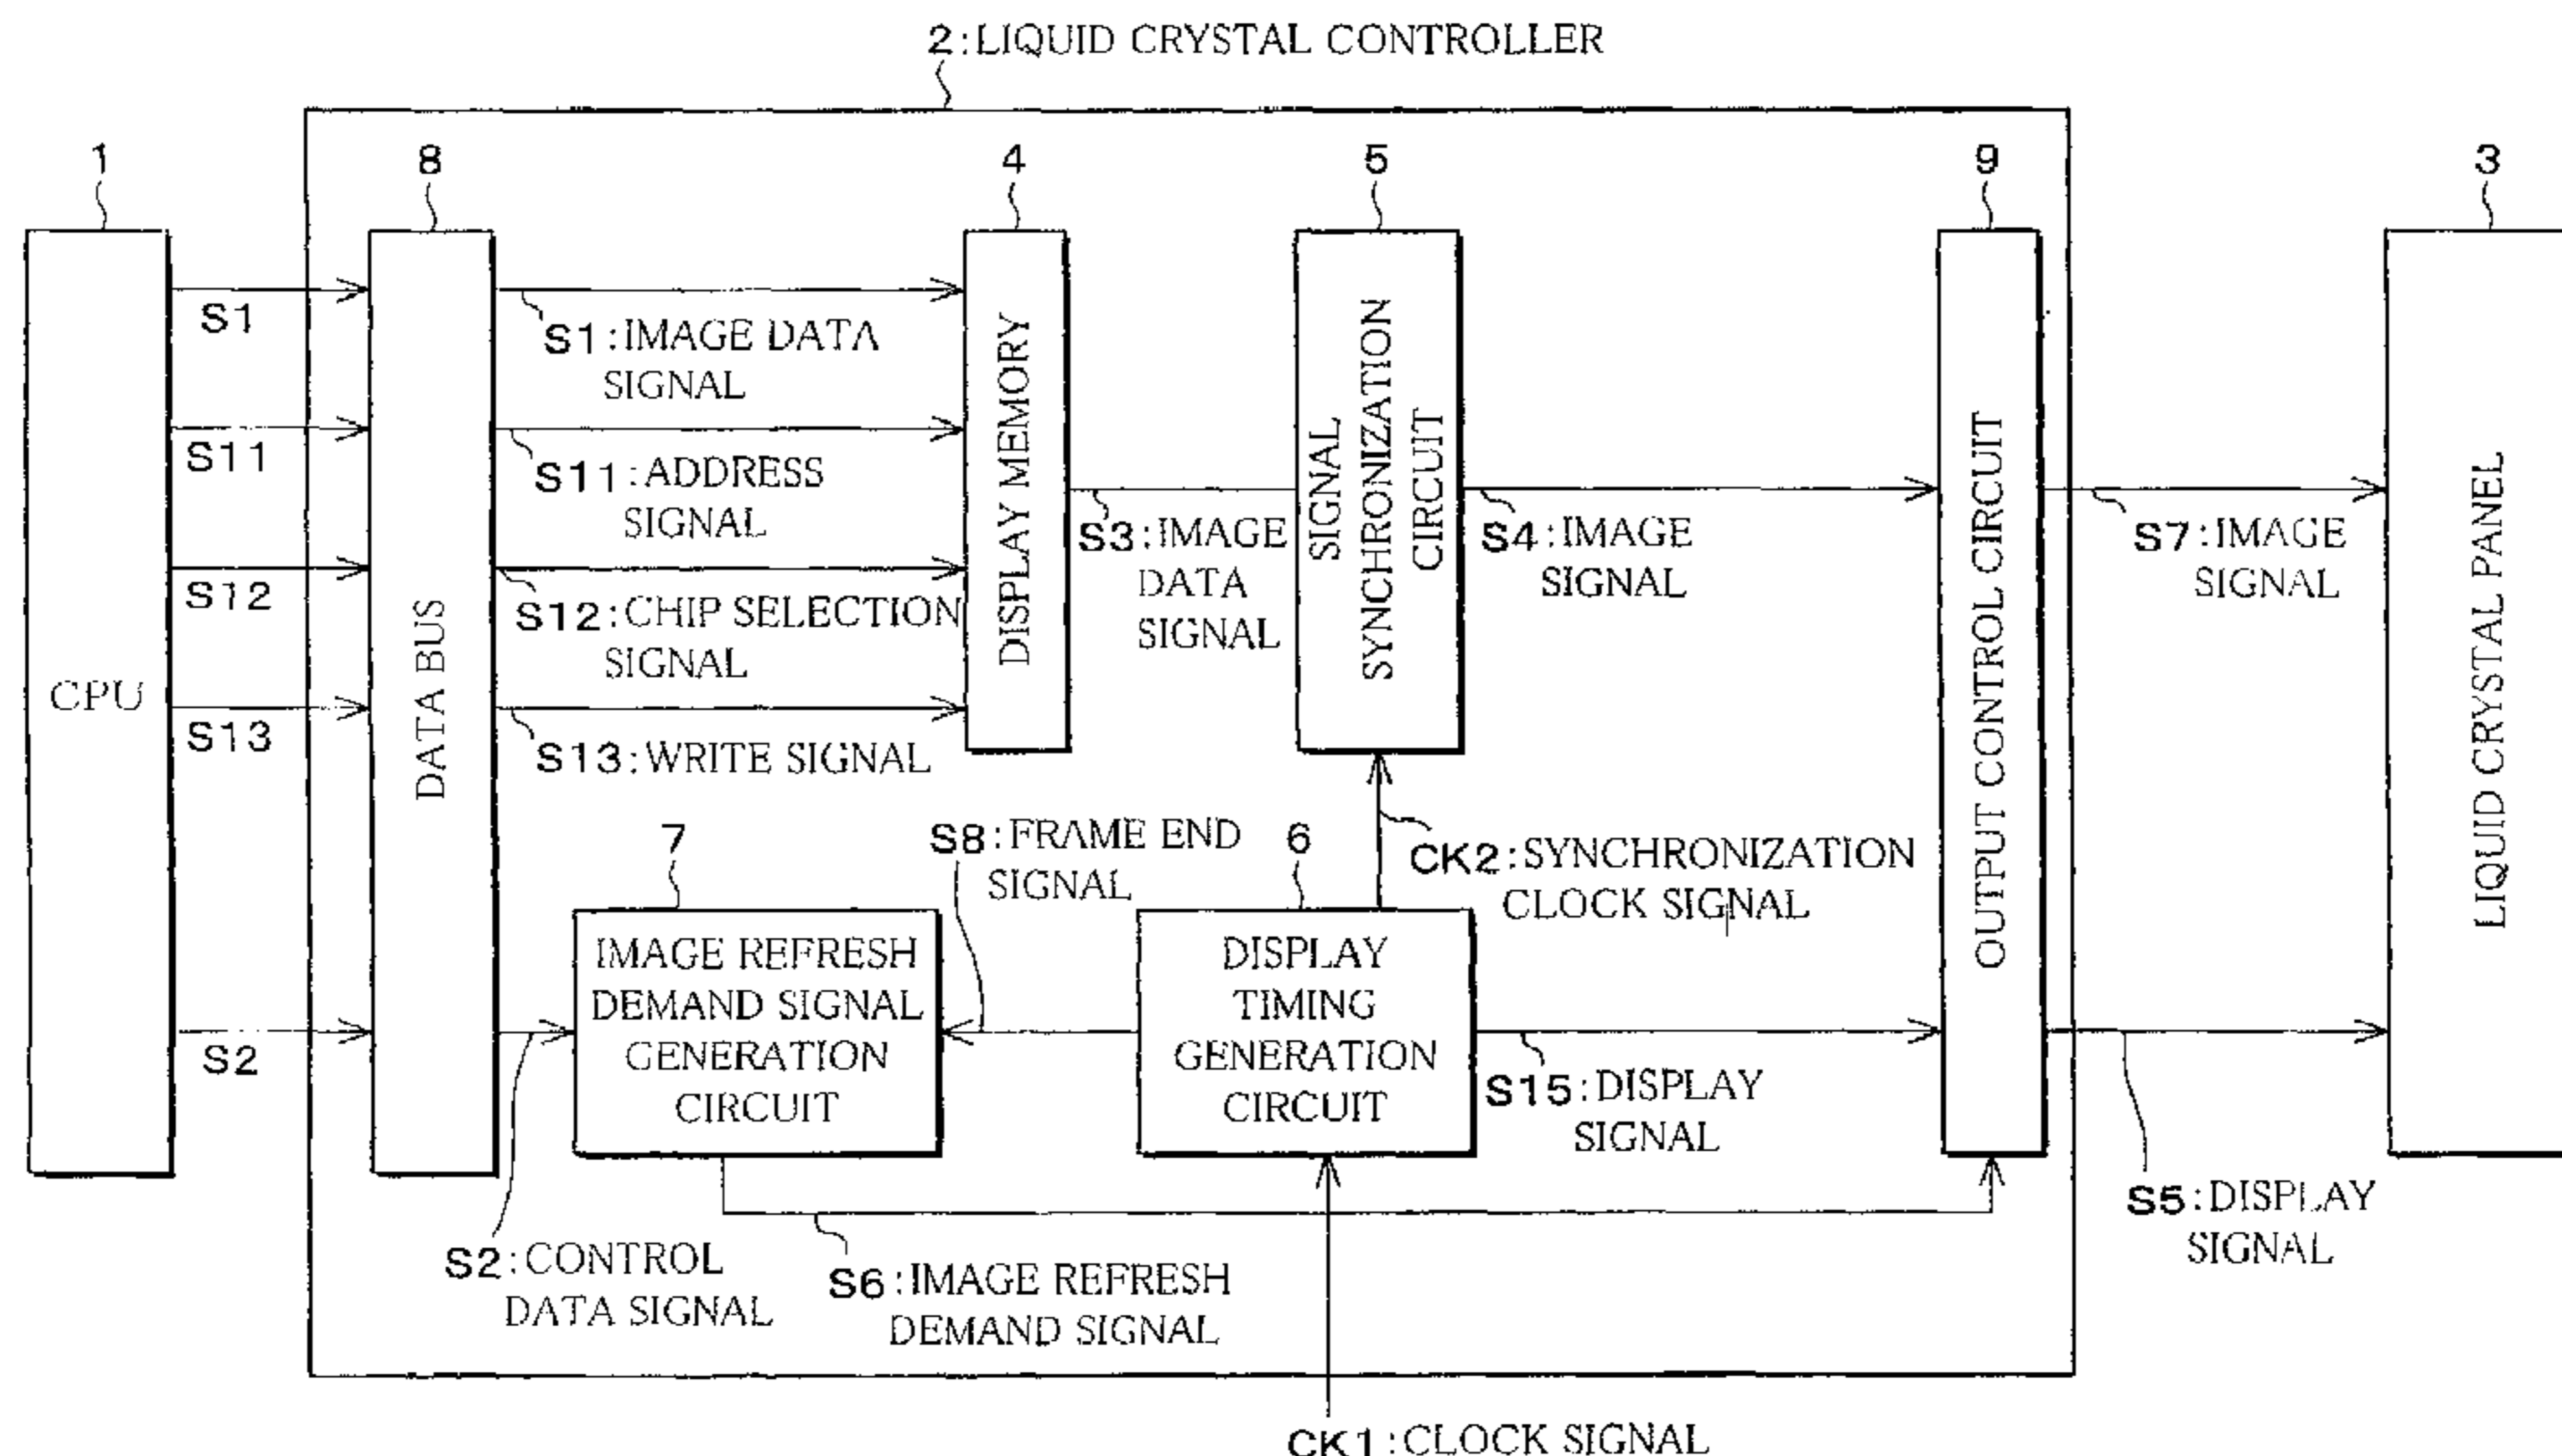 2:LIQUID CRYSTAL CONTROLLER
1
8
4
5
9
3
S1
S1:IMAGE DATA
SIGNAL
S11
S11:ADDRESS
SIGNAL
S12
S12:CHIP SELECTION
SIGNAL
S13
S13:WRITE SIGNAL
CPU
DATA BUS
DISPLAY MEMORY
S3:IMAGE
DATA
SIGNAL
SIGNAL
SYNCHRONIZATION
CIRCUIT
S4:IMAGE
SIGNAL
OUTPUT CONTROL CIRCUIT
S7:IMAGE
SIGNAL
LIQUID CRYSTAL PANEL
7
S8:FRAME END
SIGNAL
6
CK2:SYNCHRONIZATION
CLOCK SIGNAL
S2
IMAGE REFRESH
DEMAND SIGNAL
GENERATION
CIRCUIT
DISPLAY
TIMING
GENERATION
CIRCUIT
S15:DISPLAY
SIGNAL
S5:DISPLAY
SIGNAL
S2:CONTROL
DATA SIGNAL
S6:IMAGE REFRESH
DEMAND SIGNAL
CK1:CLOCK SIGNAL